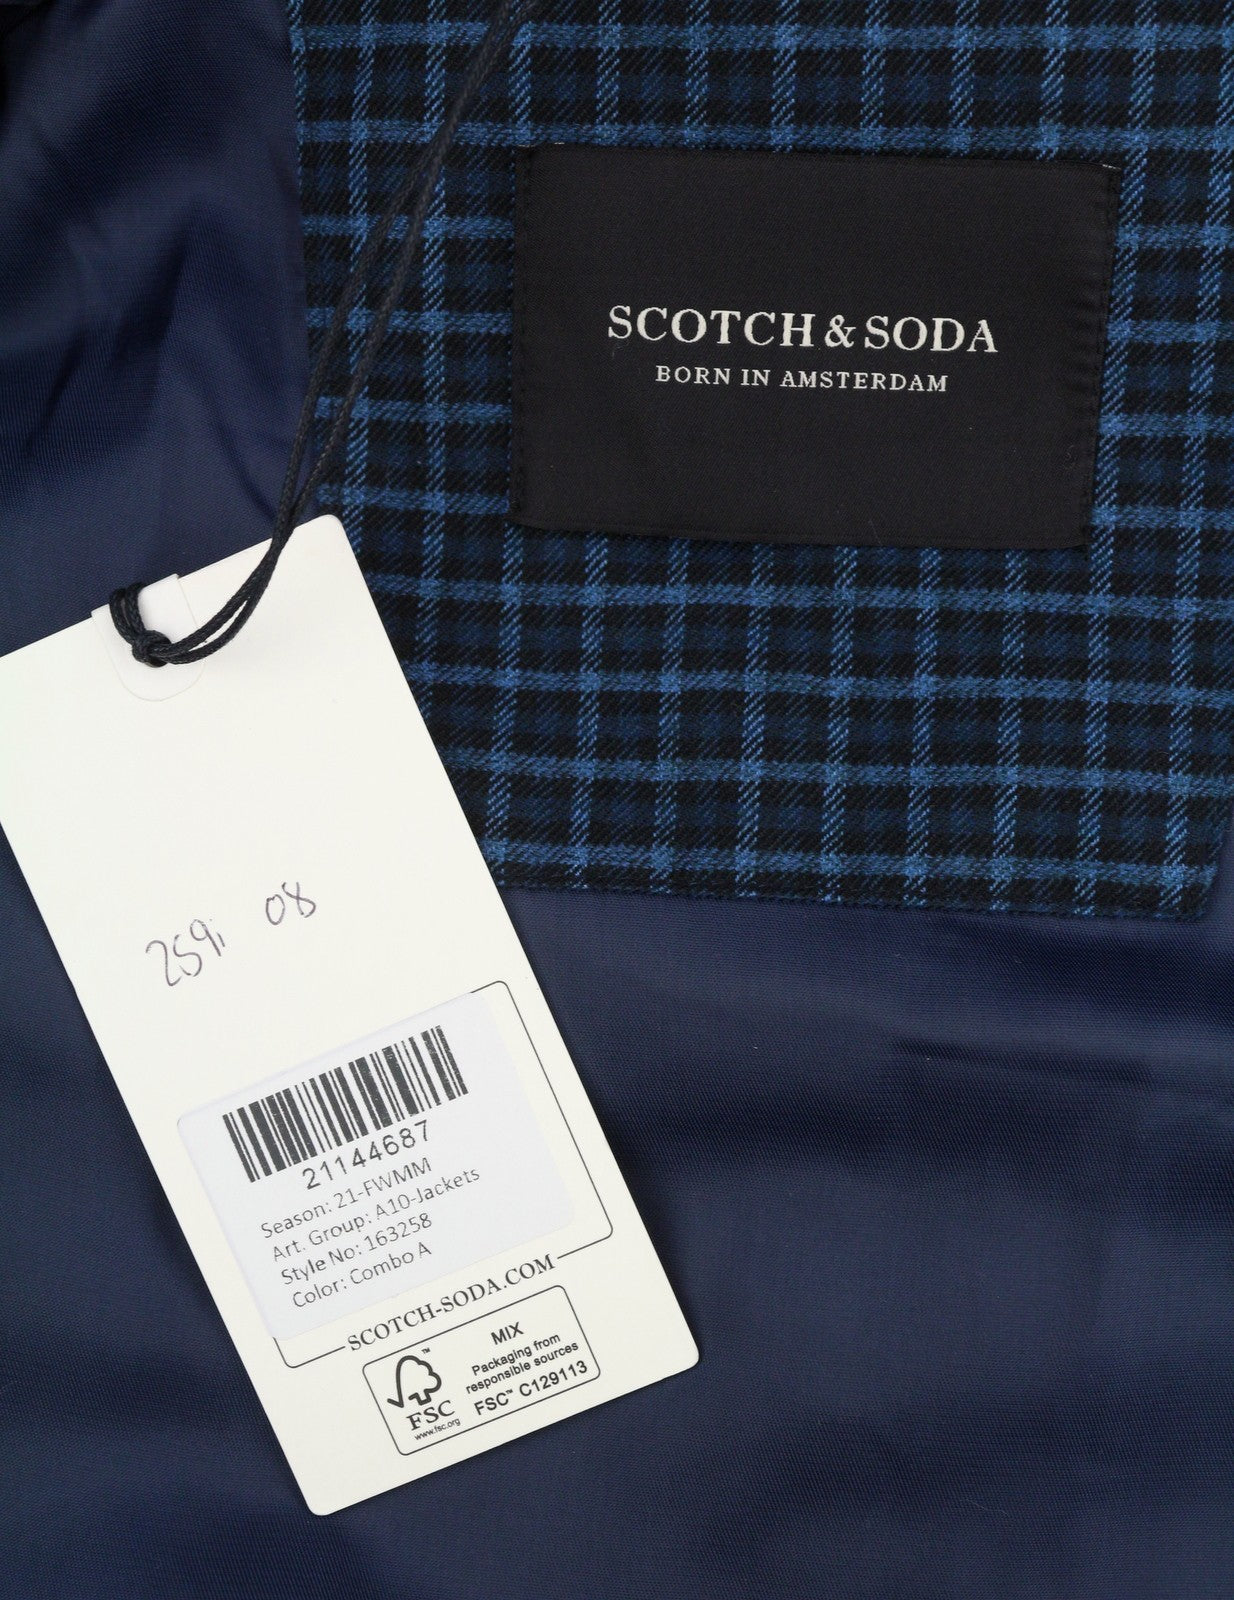 SCOTCH & SODA
BORN IN AMSTERDAM
259i 08
21144687
Season: 21-FWMM
Art. Group: A10-Jackets
Style No: 163258
Color: Combo A
SCOTCH-SODA.COM
FSC
www.fsc.org
MIX
Packaging from
responsible sources
FSC™ C129113